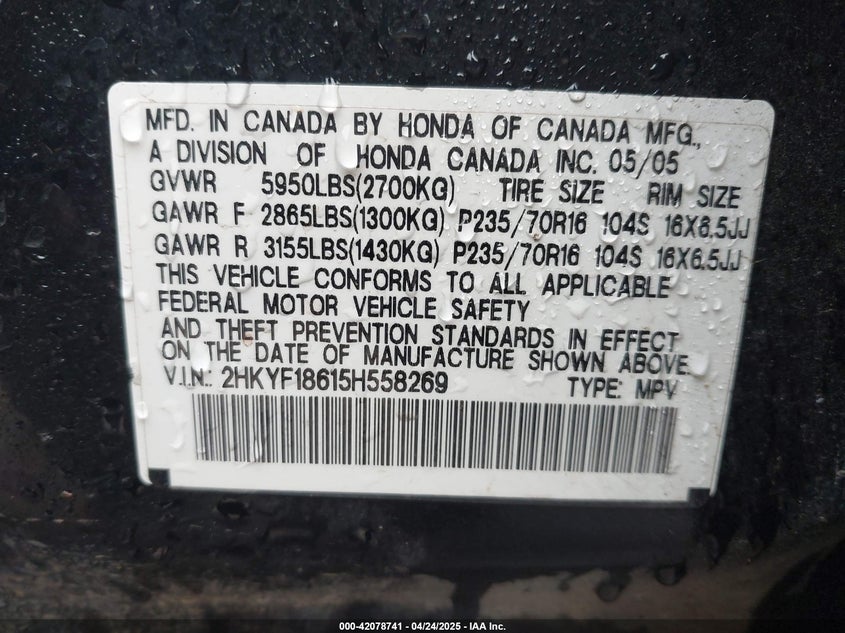 MFD. IN CANADA BY HONDA OF CANADA MFG.,
A DIVISION OF HONDA CANADA INC. 05/05
GVWR 5950LBS(2700KG) TIRE SIZE RIM SIZE
GAWR F 2865LBS(1300KG) P235/70R16 104S 16X6.5JJ
GAWR R 3155LBS(1430KG) P235/70R16 104S 16X6.5JJ
THIS VEHICLE CONFORMS TO ALL APPLICABLE
FEDERAL MOTOR VEHICLE SAFETY
AND THEFT PREVENTION STANDARDS IN EFFECT
ON THE DATE OF MANUFACTURE SHOWN ABOVE.
V.I.N.: 2HKYF18615H558269 TYPE: MPV
000-42078741 - 04/24/2025 - IAA Inc.